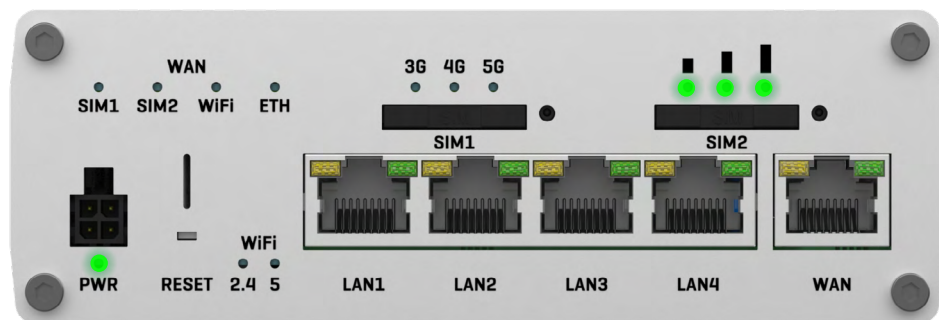 WAN
SIM1 SIM2 WiFi ETH
3G 4G 5G
SIM1
SIM2
WiFi
PWR RESET 2.4 5
LAN1 LAN2 LAN3 LAN4 WAN